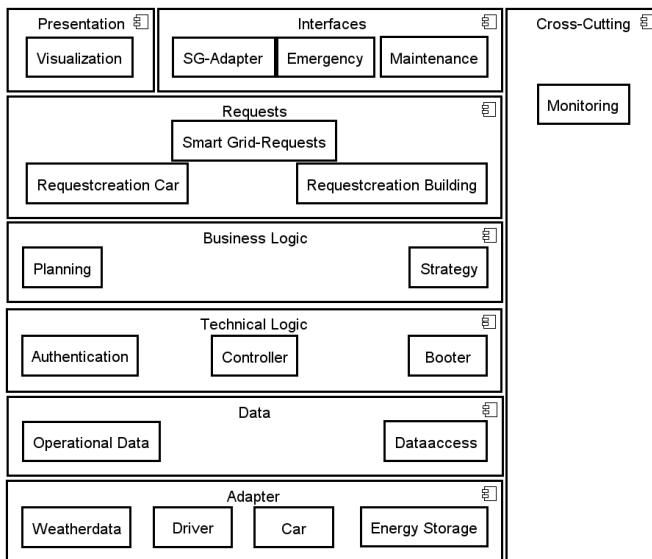 Presentation
Visualization
Interfaces
SG-Adapter
Emergency
Maintenance
Cross-Cutting
Monitoring
Requests
Smart Grid-Requests
Requestcreation Car
Requestcreation Building
Business Logic
Planning
Strategy
Technical Logic
Authentication
Controller
Booter
Data
Operational Data
Dataaccess
Adapter
Weatherdata
Driver
Car
Energy Storage